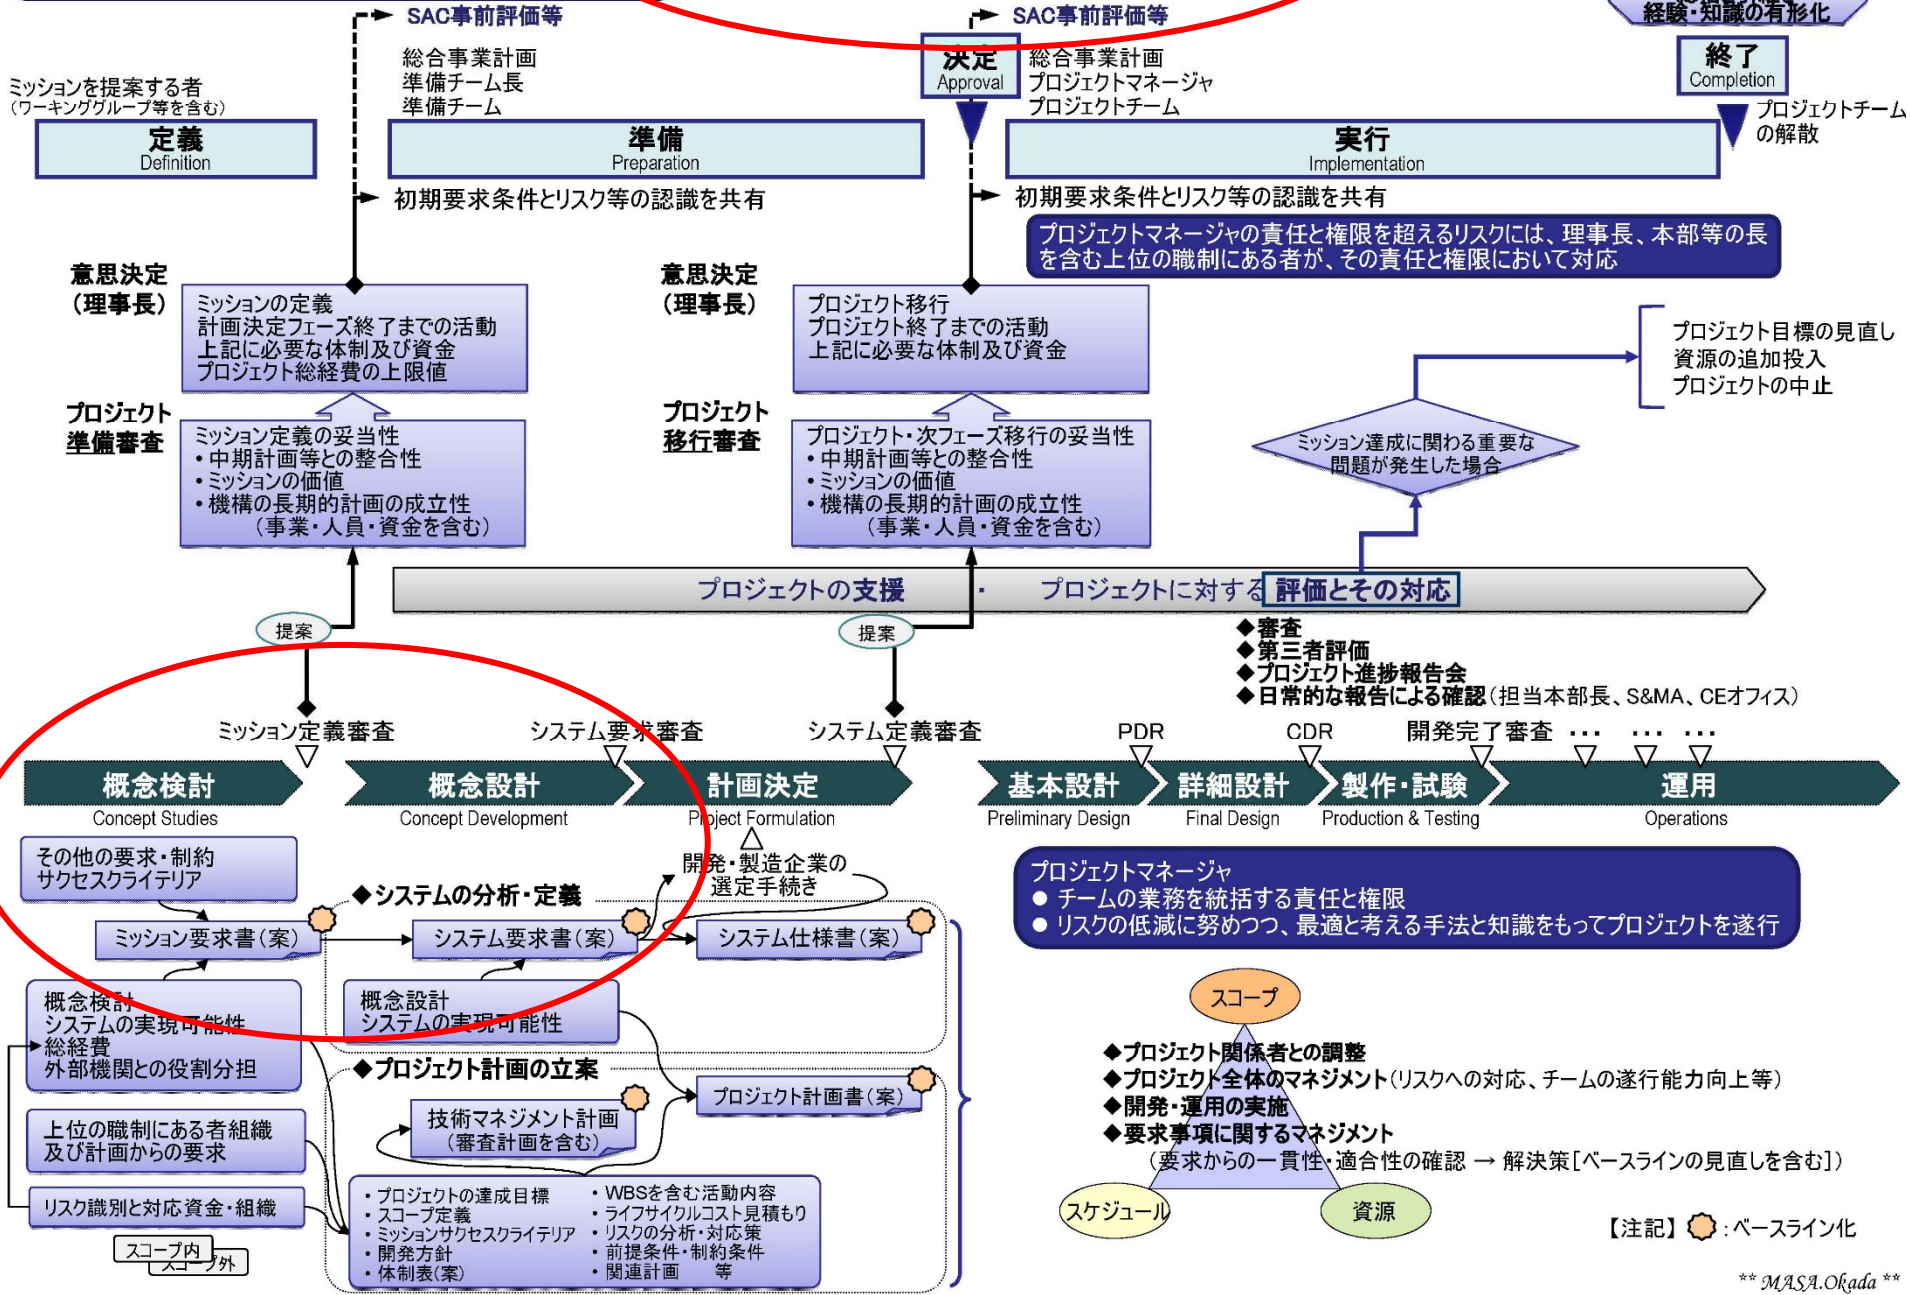 SAC事前評価等
SAC事前評価等
経験・知識の有形化
ミッションを提案する者
（ワーキンググループ等を含む）
総合事業計画
準備チーム長
準備チーム
決定
Approval
総合事業計画
プロジェクトマネージャ
プロジェクトチーム
終了
Completion
プロジェクトチーム
の解散
定義
Definition
準備
Preparation
実行
Implementation
初期要求条件とリスク等の認識を共有
初期要求条件とリスク等の認識を共有
プロジェクトマネージャの責任と権限を超えるリスクには、理事長、本部等の長
を含む上位の職制にある者が、その責任と権限において対応
意思決定
（理事長）
ミッションの定義
計画決定フェーズ終了までの活動
上記に必要な体制及び資金
プロジェクト総経費の上限値
意思決定
（理事長）
プロジェクト移行
プロジェクト終了までの活動
上記に必要な体制及び資金
プロジェクト目標の見直し
資源の追加投入
プロジェクトの中止
プロジェクト
準備審査
ミッション定義の妥当性
・中期計画等との整合性
・ミッションの価値
・機構の長期的計画の成立性
（事業・人員・資金を含む）
プロジェクト
移行審査
プロジェクト・次フェーズ移行の妥当性
・中期計画等との整合性
・ミッションの価値
・機構の長期的計画の成立性
（事業・人員・資金を含む）
ミッション達成に関わる重要な
問題が発生した場合
プロジェクトの支援 ・ プロジェクトに対する 評価とその対応
提案
提案
◆審査
◆第三者評価
◆プロジェクト進捗報告会
◆日常的な報告による確認（担当本部長、S&MA、CEオフィス）
ミッション定義審査
システム要求審査
システム定義審査
PDR
CDR
開発完了審査
… … …
概念検討
Concept Studies
概念設計
Concept Development
計画決定
Project Formulation
基本設計
Preliminary Design
詳細設計
Final Design
製作・試験
Production & Testing
運用
Operations
その他の要求・制約
サクセスクライテリア
開発・製造企業の
選定手続き
◆システムの分析・定義
ミッション要求書（案）
システム要求書（案）
システム仕様書（案）
プロジェクトマネージャ
● チームの業務を統括する責任と権限
● リスクの低減に努めつつ、最適と考える手法と知識をもってプロジェクトを遂行
概念検討
システムの実現可能性
総経費
外部機関との役割分担
概念設計
システムの実現可能性
◆プロジェクト計画の立案
技術マネジメント計画
（審査計画を含む）
プロジェクト計画書（案）
上位の職制にある者組織
及び計画からの要求
リスク識別と対応資金・組織
スコープ内
スコープ外
・プロジェクトの達成目標
・スコープ定義
・ミッションサクセスクライテリア
・開発方針
・体制表（案）
・WBSを含む活動内容
・ライフサイクルコスト見積もり
・リスクの分析・対応策
・前提条件・制約条件
・関連計画 等
スコープ
◆プロジェクト関係者との調整
◆プロジェクト全体のマネジメント（リスクへの対応、チームの遂行能力向上等）
◆開発・運用の実施
◆要求事項に関するマネジメント
（要求からの一貫性・適合性の確認 → 解決策［ベースラインの見直しを含む］）
スケジュール
資源
【注記】 ：ベースライン化
** MASA.Okada **